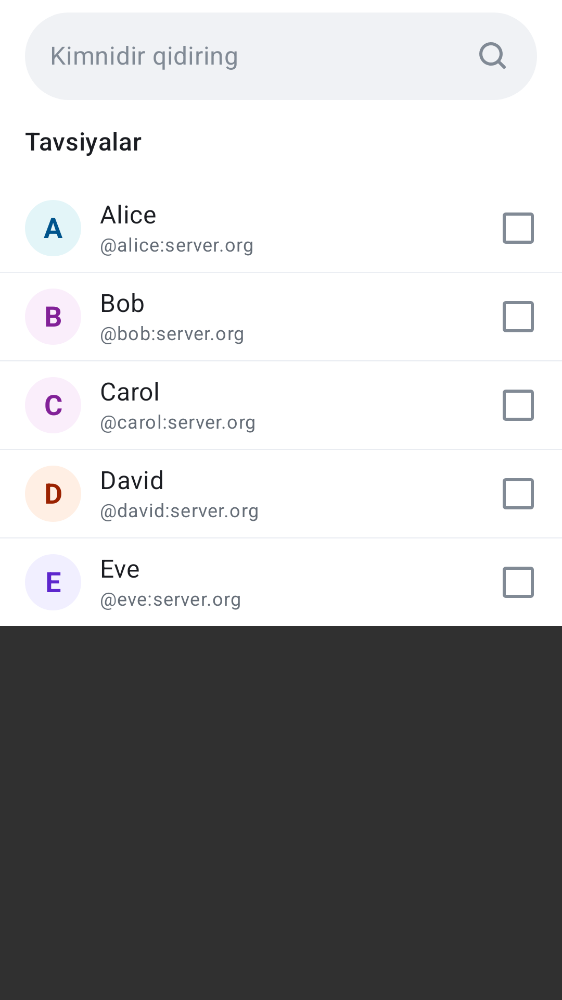 Kimnidir qidiring
Tavsiyalar
A
Alice
@alice:server.org
B
Bob
@bob:server.org
C
Carol
@carol:server.org
D
David
@david:server.org
E
Eve
@eve:server.org